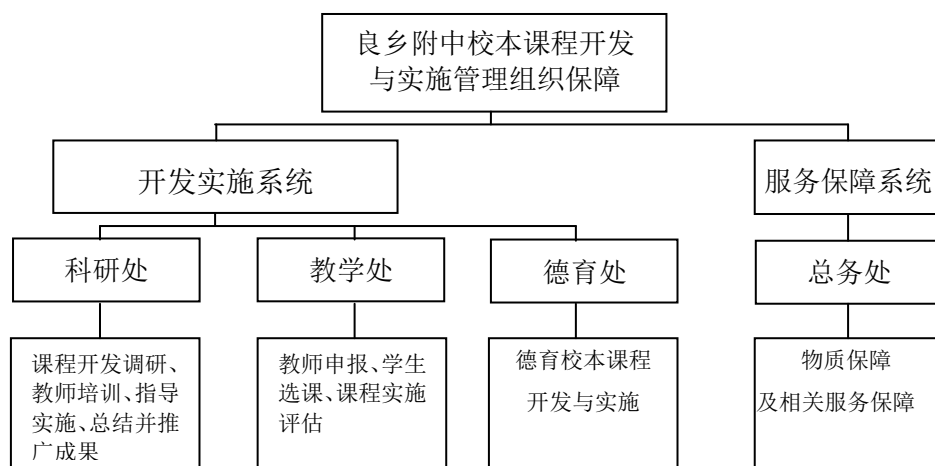 良乡附中校本课程开发
与实施管理组织保障
开发实施系统
服务保障系统
科研处
教学处
德育处
总务处
课程开发调研、
教师培训、指导
实施、总结并推
广成果
教师申报、学生
选课、课程实施
评估
德育校本课程
开发与实施
物质保障
及相关服务保障